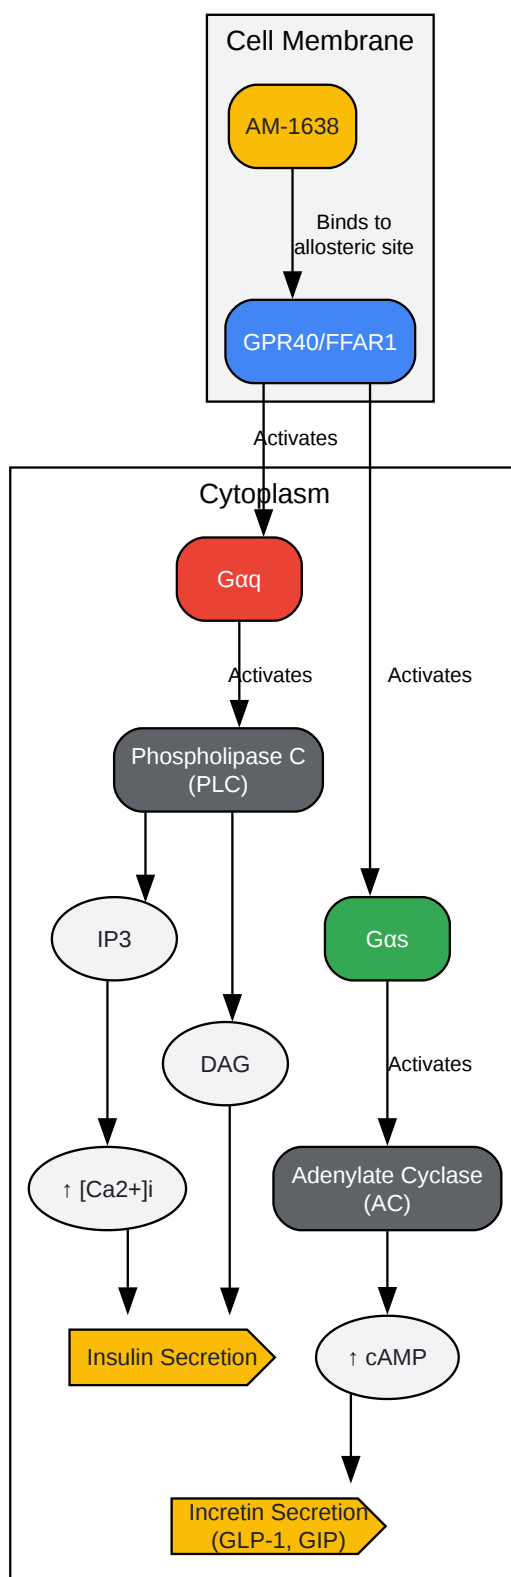 Cell Membrane
AM-1638
Binds to
allosteric site
GPR40/FFAR1
Activates
Cytoplasm
Gαq
Activates
Activates
Phospholipase C
(PLC)
IP3
Gαs
DAG
Activates
↑ [Ca2+]i
Adenylate Cyclase
(AC)
Insulin Secretion
↑ cAMP
Incretin Secretion
(GLP-1, GIP)